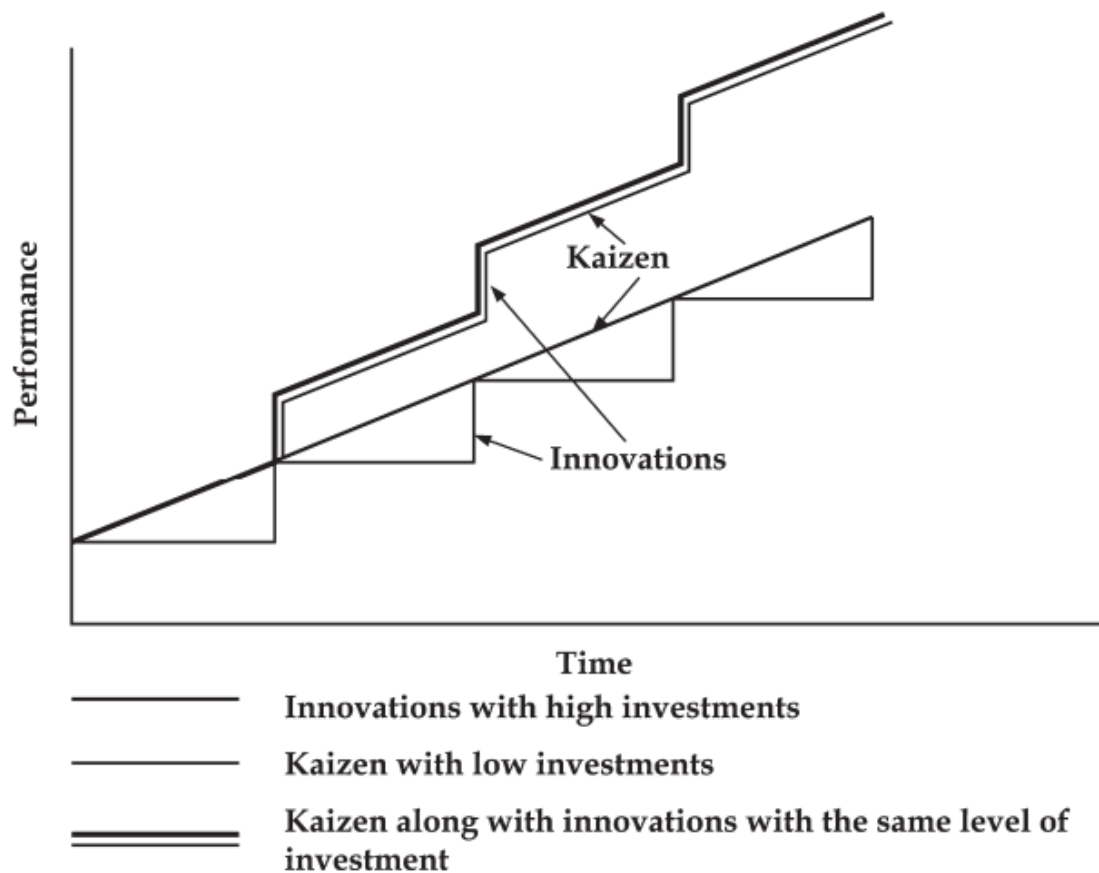 Performance
Kaizen
Innovations
Time
Innovations with high investments
Kaizen with low investments
Kaizen along with innovations with the same level of
investment